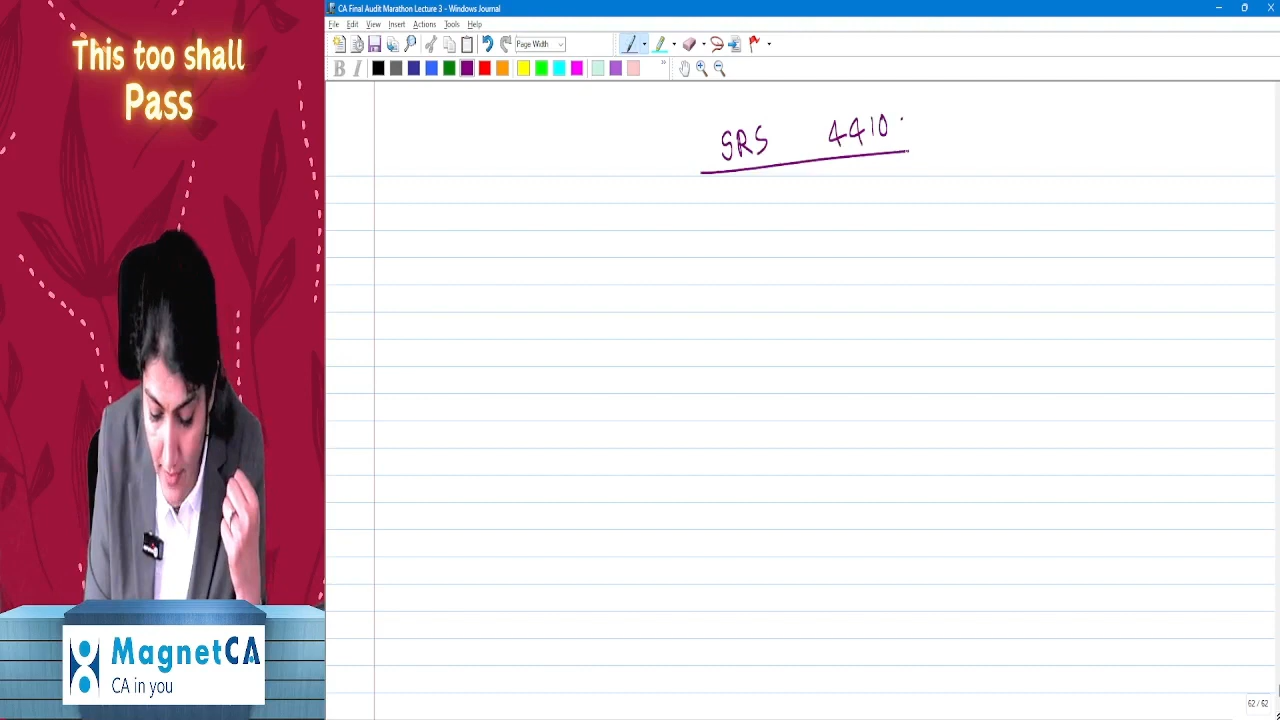 This too shall
Pass
CA Final Audit Marathon Lecture 3 - Windows Journal
File Edit View Insert Actions Tools Help
Page Width
B I
SRS 4410
MagnetCA
CA in you
62 / 62